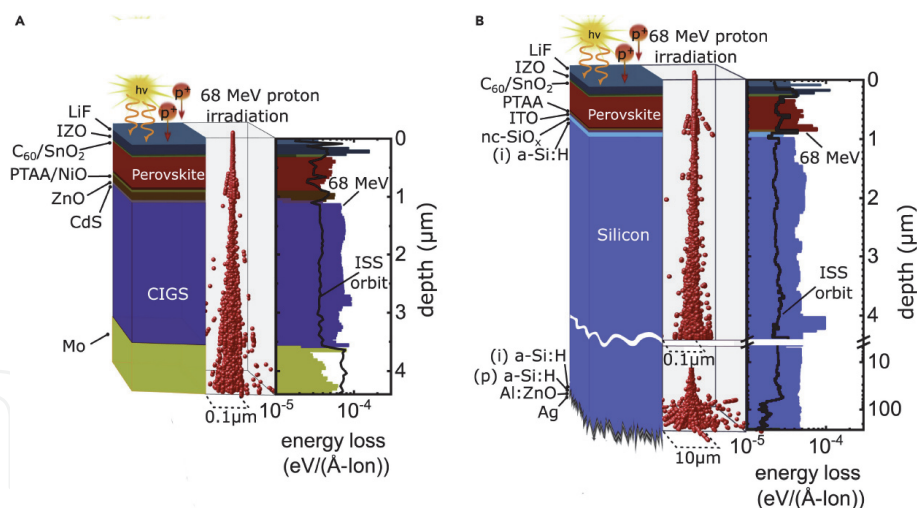 A
hν
p⁺
p⁺
68 MeV proton
irradiation
LiF
IZO
C₆₀/SnO₂
PTAA/NiO
ZnO
CdS
Perovskite
CIGS
Mo
68 MeV
ISS
orbit
0
1
2
3
4
depth (μm)
0.1μm
10⁻⁵
10⁻⁴
energy loss
(eV/(Å-Ion))
B
hν
p⁺
p⁺
68 MeV proton
irradiation
LiF
IZO
C₆₀/SnO₂
PTAA
ITO
nc-SiOₓ
(i) a-Si:H
Perovskite
Silicon
(i) a-Si:H
(p) a-Si:H
Al:ZnO
Ag
68 MeV
ISS
orbit
0
1
2
3
4
10
100
depth (μm)
0.1μm
10μm
10⁻⁵
10⁻⁴
energy loss
(eV/(Å-Ion))